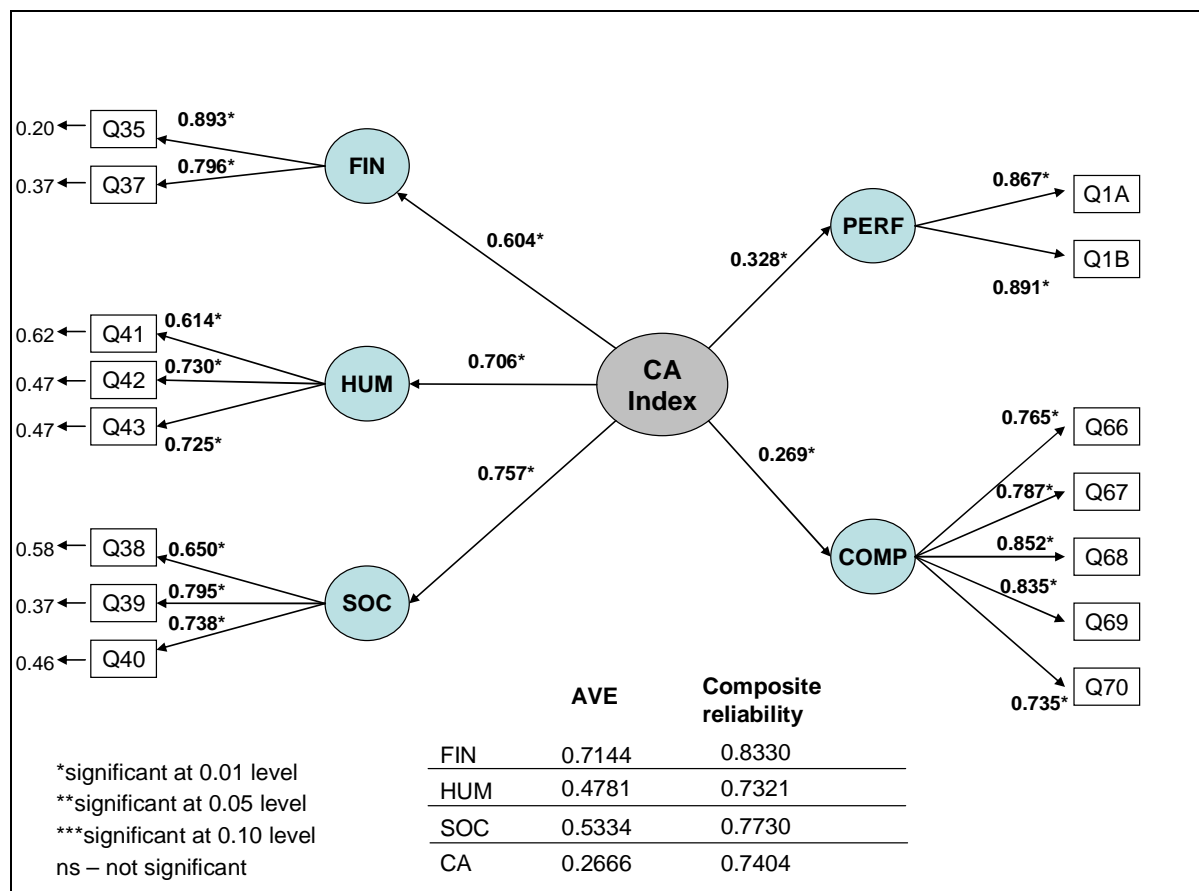 0.20
Q35
0.893*
0.37
Q37
0.796*
FIN
0.604*
0.62
Q41
0.614*
0.47
Q42
0.730*
0.47
Q43
0.725*
HUM
0.706*
0.58
Q38
0.650*
0.37
Q39
0.795*
0.46
Q40
0.738*
SOC
0.757*
CA
Index
0.328*
PERF
0.867*
Q1A
0.891*
Q1B
0.269*
COMP
0.765*
Q66
0.787*
Q67
0.852*
Q68
0.835*
Q69
0.735*
Q70
AVE Composite
reliability
FIN 0.7144 0.8330
HUM 0.4781 0.7321
SOC 0.5334 0.7730
CA 0.2666 0.7404
*significant at 0.01 level
**significant at 0.05 level
***significant at 0.10 level
ns – not significant